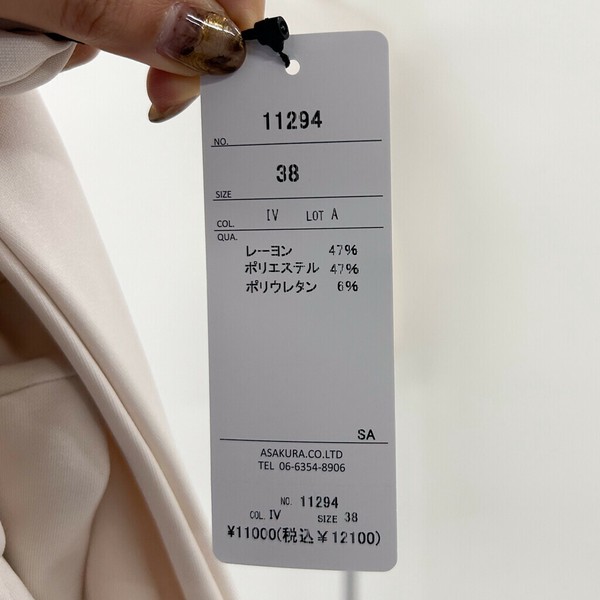 11294
NO.
38
SIZE
IV LOT A
COL.
QUA.
レーヨン 47%
ポリエステル 47%
ポリウレタン 6%
SA
ASAKURA.CO.LTD
TEL 06-6354-8906
NO. 11294
COL. IV SIZE 38
¥11000(税込¥12100)